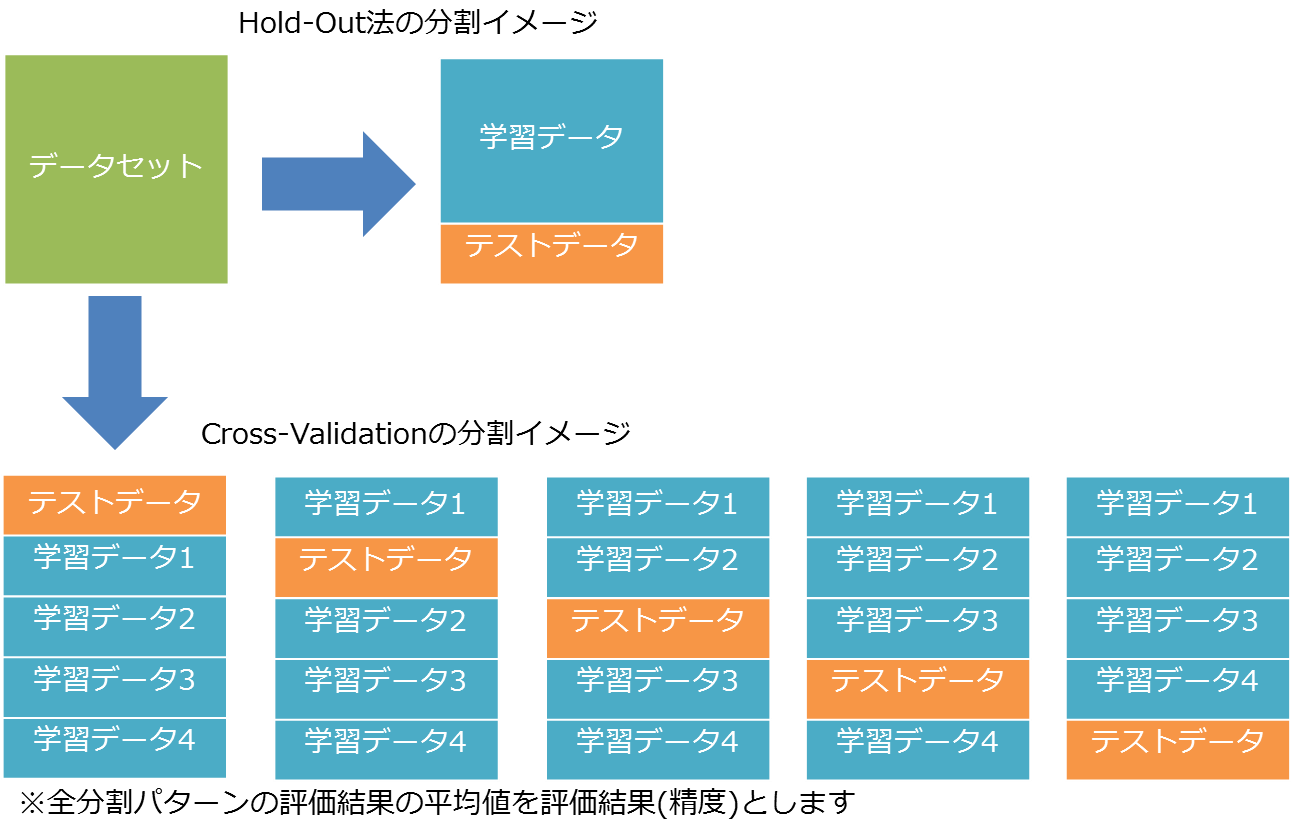 Hold-Out法の分割イメージ
データセット
学習データ
テストデータ
Cross-Validationの分割イメージ
テストデータ
学習データ1
学習データ2
学習データ3
学習データ4
学習データ1
テストデータ
学習データ2
学習データ3
学習データ4
学習データ1
学習データ2
テストデータ
学習データ3
学習データ4
学習データ1
学習データ2
学習データ3
テストデータ
学習データ4
学習データ1
学習データ2
学習データ3
学習データ4
テストデータ
※全分割パターンの評価結果の平均値を評価結果(精度)とします